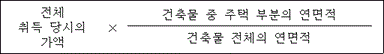 전체
취득 당시의
가액
×
건축물 중 주택 부분의 연면적
건축물 전체의 연면적